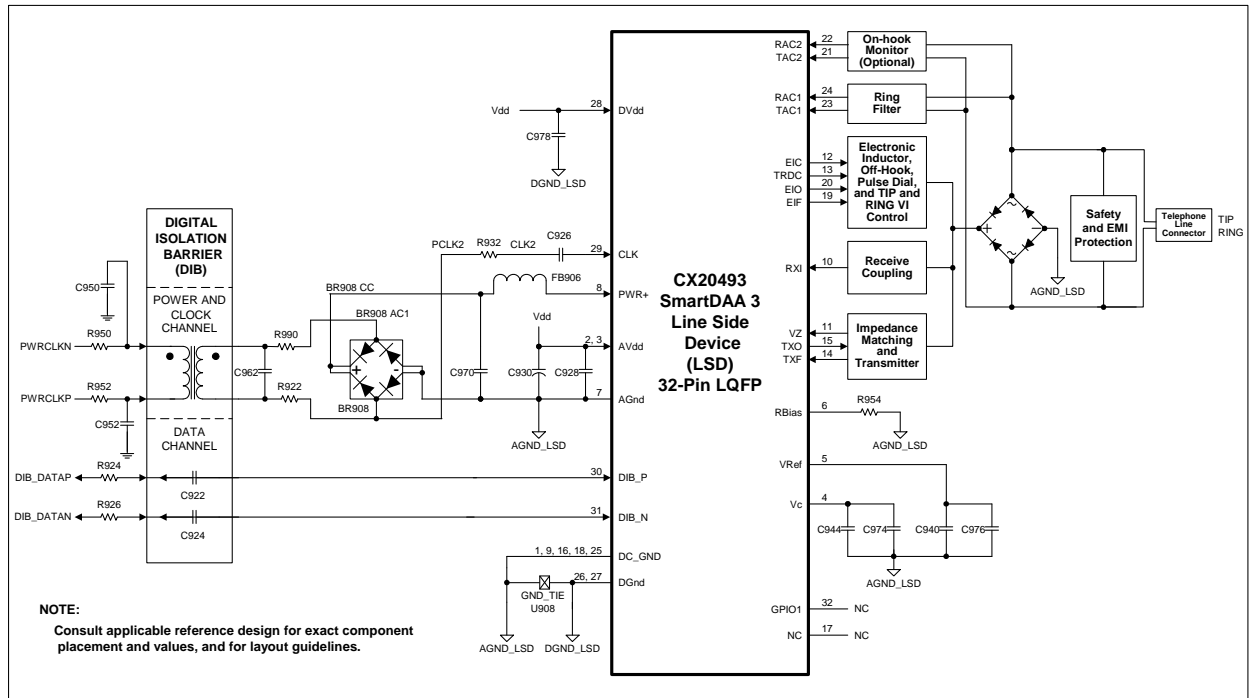 DIGITAL
ISOLATION
BARRIER
(DIB)
POWER AND
CLOCK
CHANNEL
DATA
CHANNEL
C950
R950
PWRCLKN
R952
PWRCLKP
C952
R924
DIB_DATAP
C922
R926
DIB_DATAN
C924
C962
R990
R922
BR908 CC
BR908 AC1
+
-
BR908
PCLK2
R932
CLK2
C926
FB906
Vdd
C978
DGND_LSD
Vdd
C970
C930
C928
AGND_LSD
GND_TIE
U908
AGND_LSD
DGND_LSD
28
DVdd
29
CLK
8
PWR+
2, 3
AVdd
7
AGnd
30
DIB_P
31
DIB_N
1, 9, 16, 18, 25
DC_GND
26, 27
DGnd
CX20493
SmartDAA 3
Line Side
Device
(LSD)
32-Pin LQFP
RAC2
22
TAC2
21
RAC1
24
TAC1
23
EIC
12
TRDC
13
EIO
20
EIF
19
RXI
10
VZ
11
TXO
15
TXF
14
RBias
6
VRef
5
Vc
4
GPIO1
32
NC
NC
17
NC
On-hook
Monitor
(Optional)
Ring
Filter
Electronic
Inductor,
Off-Hook,
Pulse Dial,
and TIP and
RING VI
Control
Receive
Coupling
Impedance
Matching
and
Transmitter
R954
AGND_LSD
C944
C974
C940
C976
AGND_LSD
~
+
-
~
AGND_LSD
Safety
and EMI
Protection
Telephone
Line
Connector
TIP
RING
NOTE:
Consult applicable reference design for exact component
placement and values, and for layout guidelines.